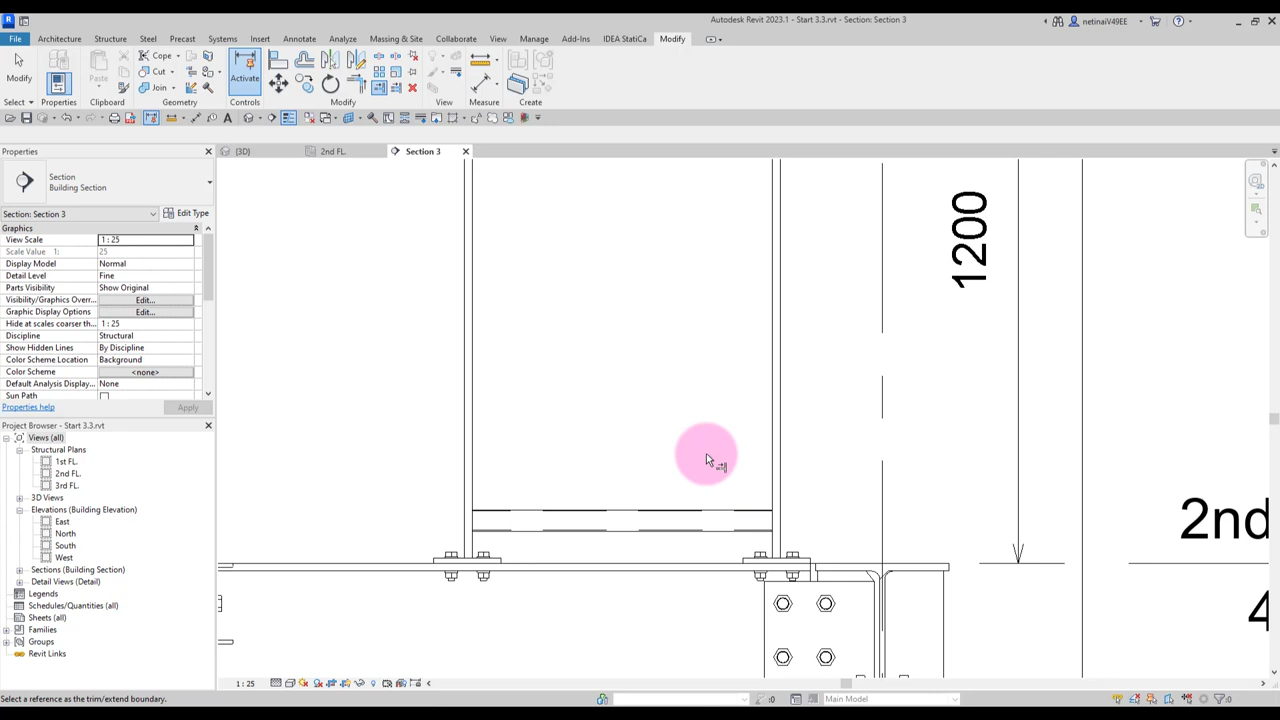 Autodesk Revit 2023.1 - Start 3.3.rvt - Section: Section 3
netinaiV49EE
File Architecture Structure Steel Precast Systems Insert Annotate Analyze Massing & Site Collaborate View Manage Add-Ins IDEA StatiCa Modify
Cope
Modify Paste Cut Activate
Join
Select Properties Clipboard Geometry Controls Modify View Measure Create
Properties
{3D} 2nd FL. Section 3
Section
Building Section
Section: Section 3 Edit Type
Graphics
View Scale 1 : 25
Scale Value 1: 25
Display Model Normal
Detail Level Fine
Parts Visibility Show Original
Visibility/Graphics Overr... Edit...
Graphic Display Options Edit...
Hide at scales coarser th... 1 : 25
Discipline Structural
Show Hidden Lines By Discipline
Color Scheme Location Background
Color Scheme <none>
Default Analysis Display... None
Sun Path
Properties help Apply
Project Browser - Start 3.3.rvt
Views (all)
Structural Plans
1st FL.
2nd FL.
3rd FL.
3D Views
Elevations (Building Elevation)
East
North
South
West
Sections (Building Section)
Detail Views (Detail)
Legends
Schedules/Quantities (all)
Sheets (all)
Families
Groups
Revit Links
1200
2nd
4
1 : 25
Select a reference as the trim/extend boundary.
:0 Main Model :0